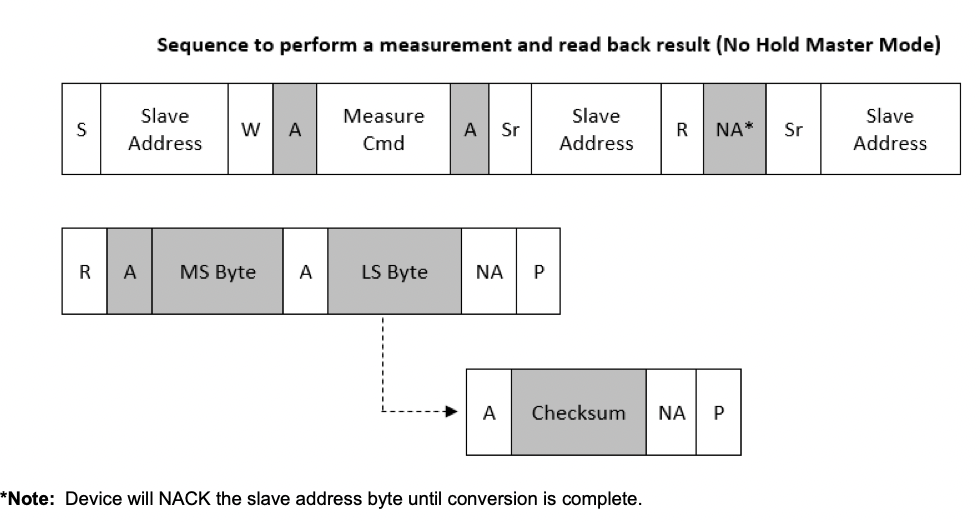 Sequence to perform a measurement and read back result (No Hold Master Mode)
S Slave Address W A Measure Cmd A Sr Slave Address R NA* Sr Slave Address
R A MS Byte A LS Byte NA P
A Checksum NA P
*Note: Device will NACK the slave address byte until conversion is complete.